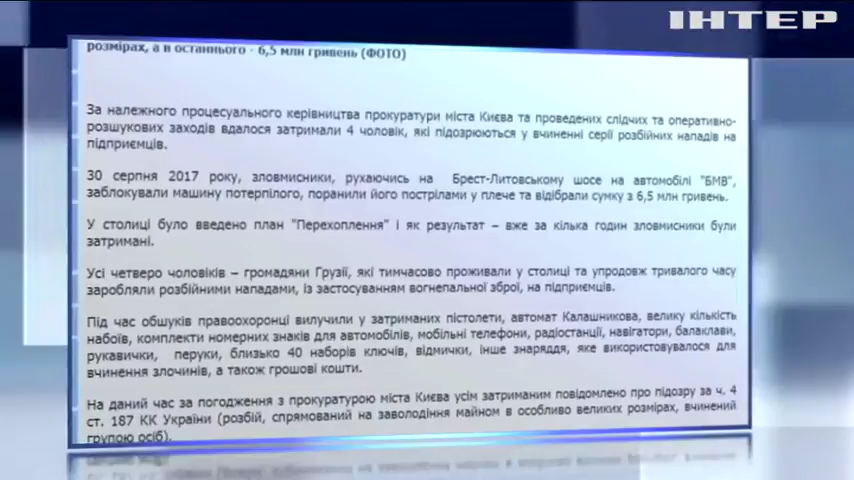 ІНТЕР
розмірах, а и останнього - 6,5 млн гривень (ФОТО)
За належного процесуального керівництва прокуратури міста Києва та проведених слідчих та оперативно-
розшукових заходів вдалося затримали 4 чоловік, які підозрюються у вчиненні серії розбійних нападів на
підприємців.
30 серпня 2017 року, зловмисники, рухаючись на Брест-Литовському шосе на автомобілі "БМВ",
заблокували машину потерпілого, поранили його пострілами у плече та відібрали сумку з 6,5 млн гривень.
У столиці було введено план "Перехоплення" і як результат – вже за кілька годин зловмисники були
затримані.
Усі четверо чоловіків – громадяни Грузії, які тимчасово проживали у столиці та упродовж тривалого часу
заробляли розбійними нападами, із застосуванням вогнепальної зброї, на підприємців.
Під час обшуків правоохоронці вилучили у затриманих пістолети, автомат Калашникова, велику кількість
набоїв, комплекти номерних знаків для автомобілів, мобільні телефони, радіостанції, навігатори, балаклави,
рукавички, перуки, близько 40 наборів ключів, відмички, інше знаряддя, яке використовувалося для
вчинення злочинів, а також грошові кошти.
На даний час за погодження з прокуратурою міста Києва усім затриманим повідомлено про підозру за ч. 4
ст. 187 КК України (розбій, спрямований на заволодіння майном в особливо великих розмірах, вчинений
групою осіб).